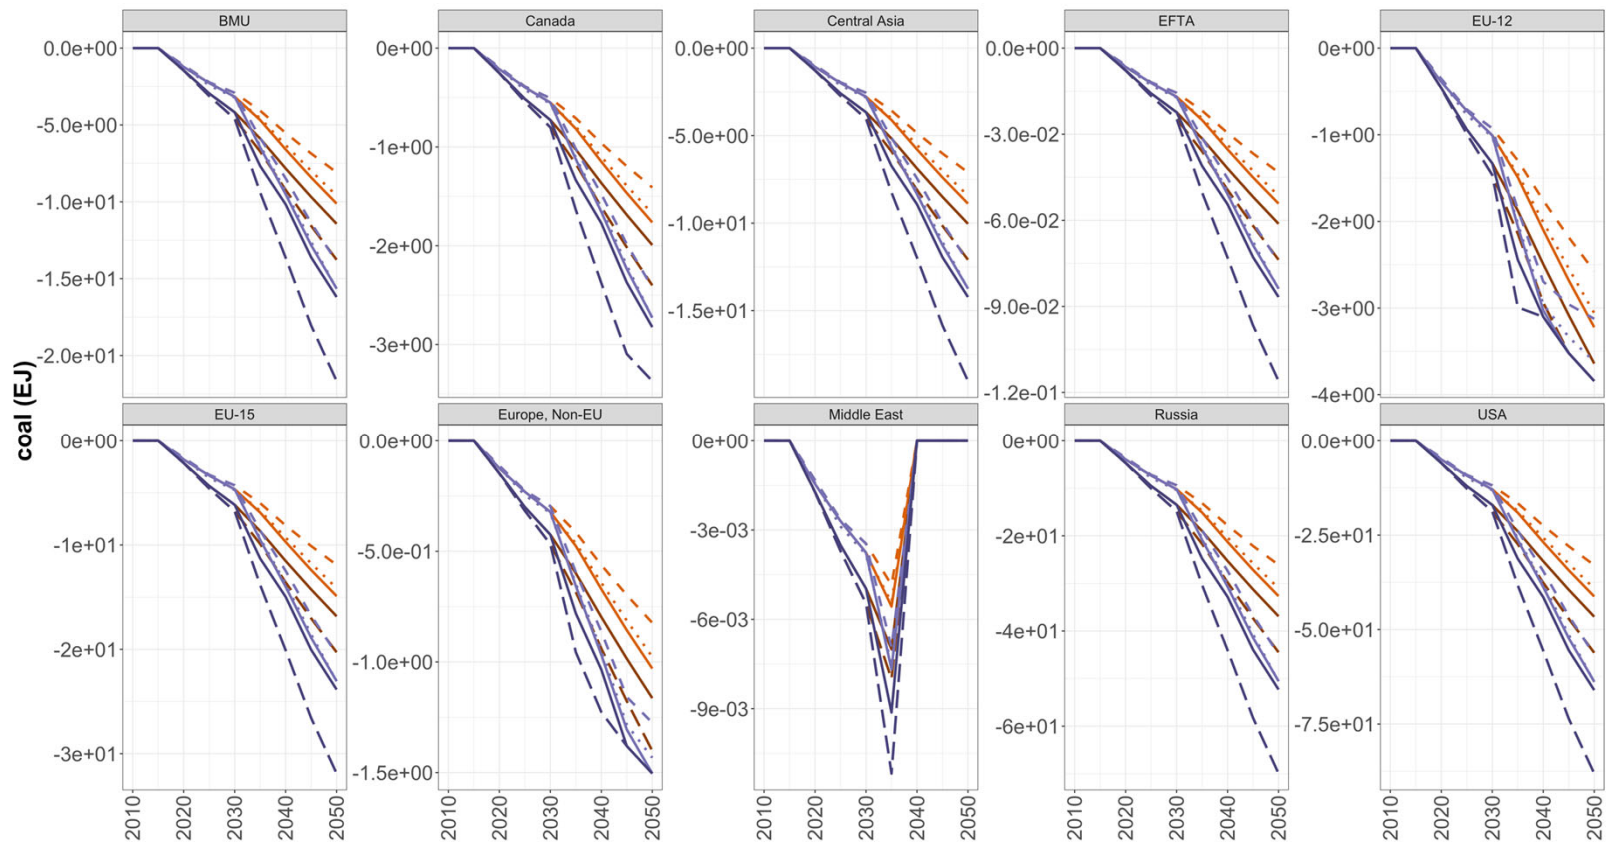 BMU Canada Central Asia EFTA EU-12
0.0e+00 0e+00 0.0e+00 0.0e+00 0e+00
-5.0e+00 -1e+00 -5.0e+00 -3.0e-02 -1e+00
-1.0e+01 -2e+00 -1.0e+01 -6.0e-02 -2e+00
-1.5e+01 -3e+00 -1.5e+01 -9.0e-02 -3e+00
-2.0e+01 -1.2e-01 -4e+00
coal (EJ)
EU-15 Europe, Non-EU Middle East Russia USA
0e+00 0.0e+00 0e+00 0e+00 0.0e+00
-1e+01 -5.0e-01 -3e-03 -2e+01 -2.5e+01
-2e+01 -1.0e+00 -6e-03 -4e+01 -5.0e+01
-3e+01 -1.5e+00 -9e-03 -6e+01 -7.5e+01
2010 2020 2030 2040 2050 2010 2020 2030 2040 2050 2010 2020 2030 2040 2050 2010 2020 2030 2040 2050 2010 2020 2030 2040 2050